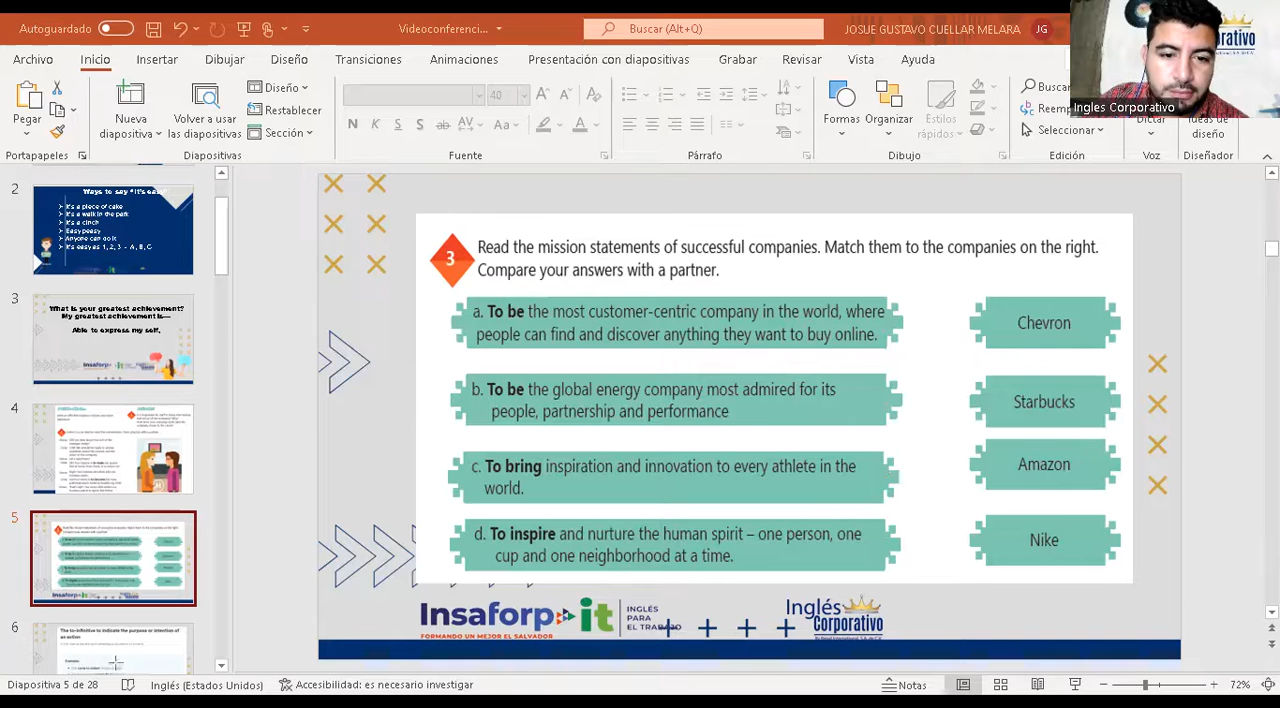 Autoguardado
Videoconferenci...
Buscar (Alt+Q)
JOSUE GUSTAVO CUELLAR MELARA
JG
Archivo
Inicio
Insertar
Dibujar
Diseño
Transiciones
Animaciones
Presentación con diapositivas
Grabar
Revisar
Vista
Ayuda
Ingles Corporativo
Pegar
Nueva
diapositiva
Volver a usar
las diapositivas
Diseño
Restablecer
Sección
40
Formas
Organizar
Estilos
rápidos
Buscar
Reemp
Seleccionar
Dictar
Ideas de
diseño
Portapapeles
Diapositivas
Fuente
Párrafo
Dibujo
Edición
Voz
Diseñador
2
Ways to say "It's easy"
It's a piece of cake
It's a walk in the park
It's a cinch
Easy peasy
Anyone can do it
It's easy as 1, 2, 3 - A, B, C
3
What is your greatest achievement?
My greatest achievement is—
Able to express my self,
4
5
6
The to-infinitive to indicate the purpose or intention of
an action
3
Read the mission statements of successful companies. Match them to the companies on the right.
Compare your answers with a partner.
a. To be the most customer-centric company in the world, where
people can find and discover anything they want to buy online.
Chevron
b. To be the global energy company most admired for its
people, partnership and performance
Starbucks
c. To bring inspiration and innovation to every athlete in the
world.
Amazon
d. To inspire and nurture the human spirit – one person, one
cup and one neighborhood at a time.
Nike
Insaforp it
FORMANDO UN MEJOR EL SALVADOR
INGLÉS
PARA
EL TRABAJO
Inglés
Corporativo
Diapositiva 5 de 28
Inglés (Estados Unidos)
Accesibilidad: es necesario investigar
Notas
72%